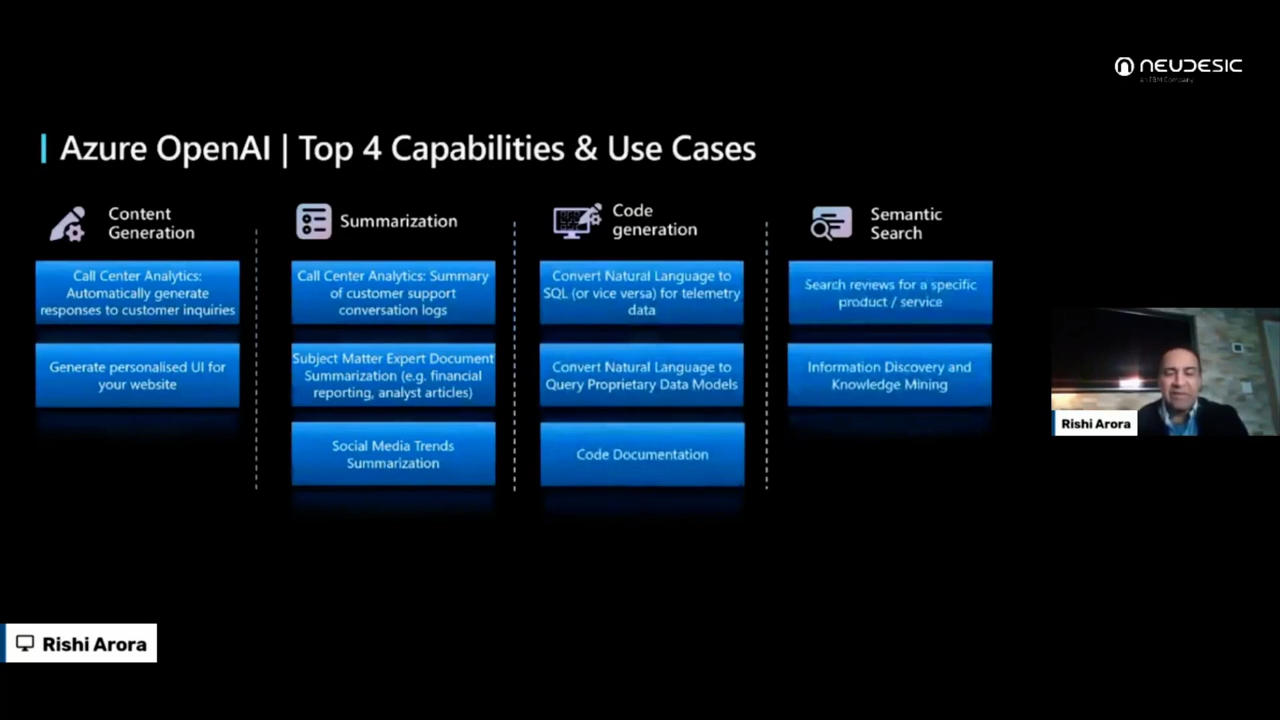 NEUDESIC
an IBM Company
Azure OpenAI | Top 4 Capabilities & Use Cases
Content
Generation
Call Center Analytics:
Automatically generate
responses to customer inquiries
Generate personalised UI for
your website
Summarization
Call Center Analytics: Summary
of customer support
conversation logs
Subject Matter Expert Document
Summarization (e.g. financial
reporting, analyst articles)
Social Media Trends
Summarization
Code
generation
Convert Natural Language to
SQL (or vice versa) for telemetry
data
Convert Natural Language to
Query Proprietary Data Models
Code Documentation
Semantic
Search
Search reviews for a specific
product / service
Information Discovery and
Knowledge Mining
Rishi Arora
Rishi Arora